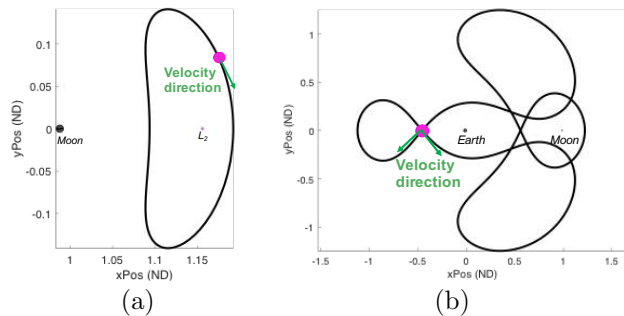 0.1
0.05
0
-0.05
-0.1
yPos (ND)
Velocity
direction
Moon
L2
1 1.05 1.1 1.15
xPos (ND)
(a)
1
0.5
0
-0.5
-1
yPos (ND)
Earth
Moon
Velocity
direction
-1.5 -1 -0.5 0 0.5 1 1.5
xPos (ND)
(b)